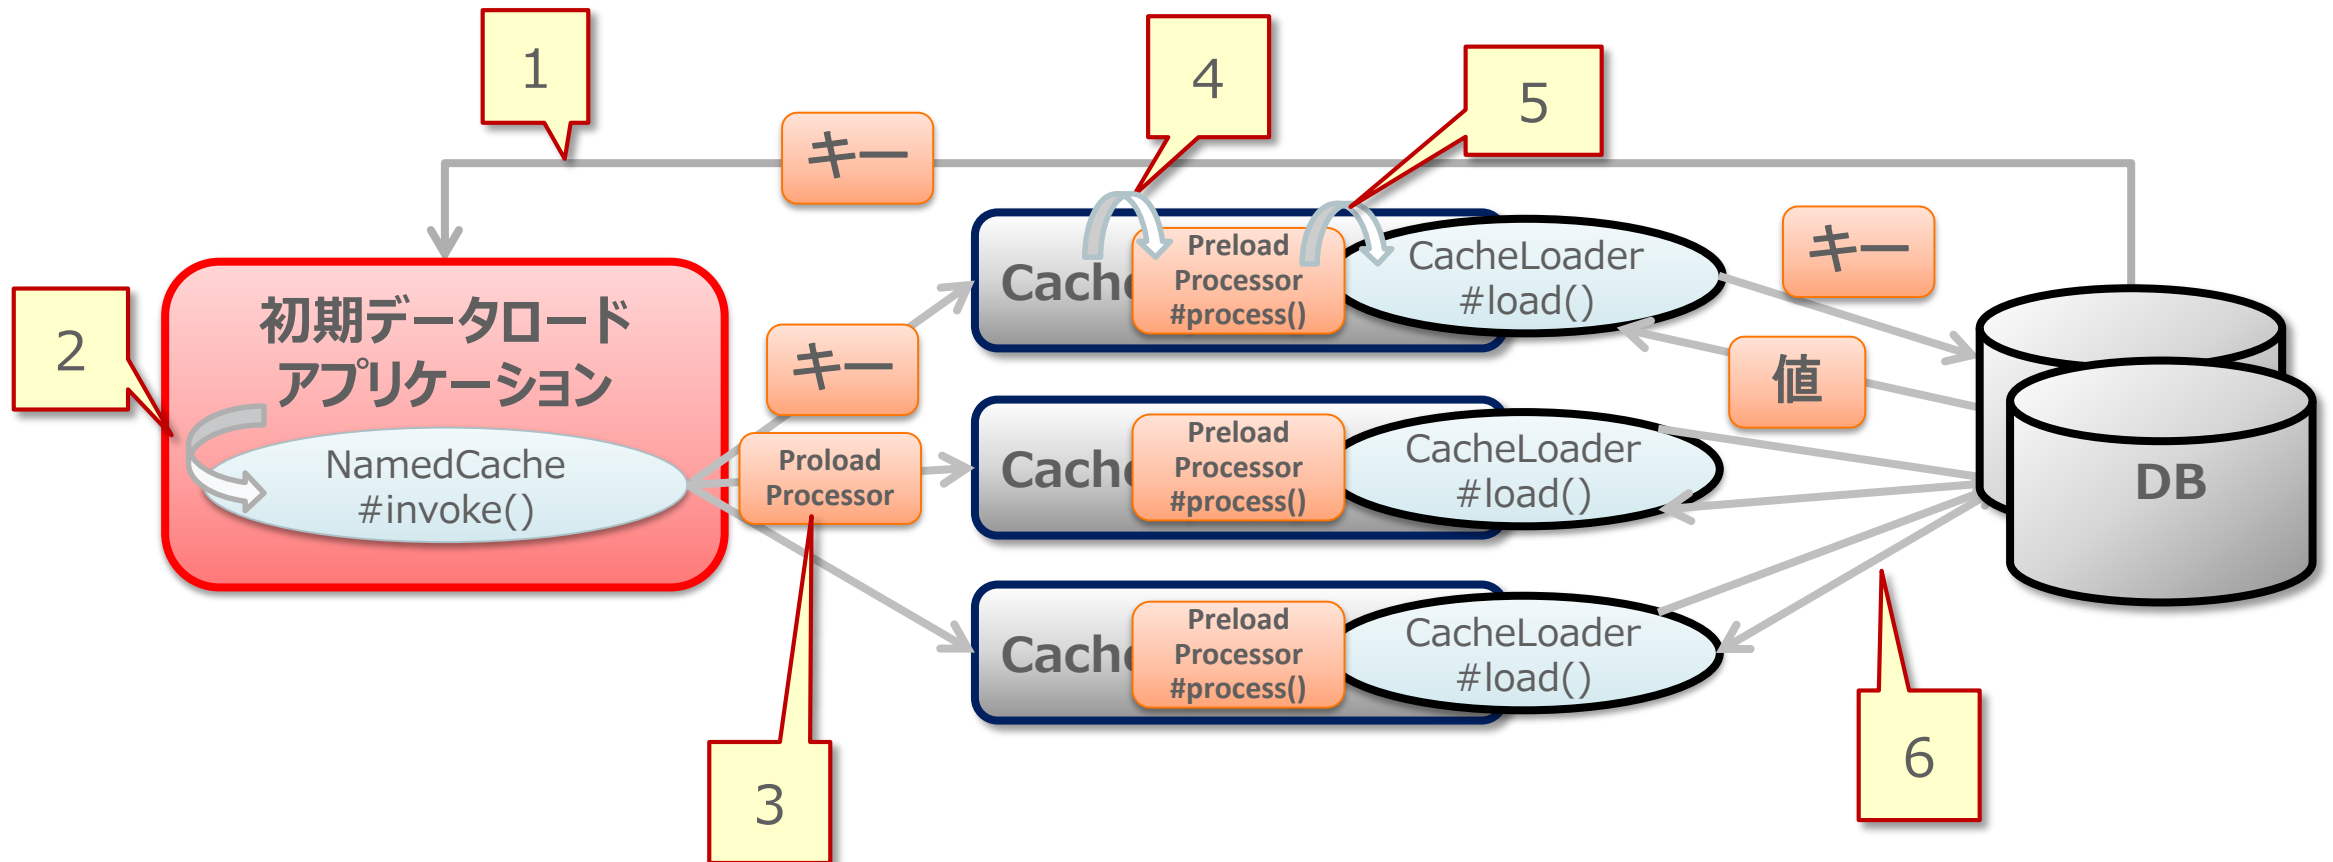 1
4
5
キー
2
初期データロード
アプリケーション
NamedCache
#invoke()
キー
Proload
Processor
3
Cache
Preload
Processor
#process()
CacheLoader
#load()
キー
値
Cach
Preload
Processor
#process()
CacheLoader
#load()
Cach
Preload
Processor
#process()
CacheLoader
#load()
DB
6